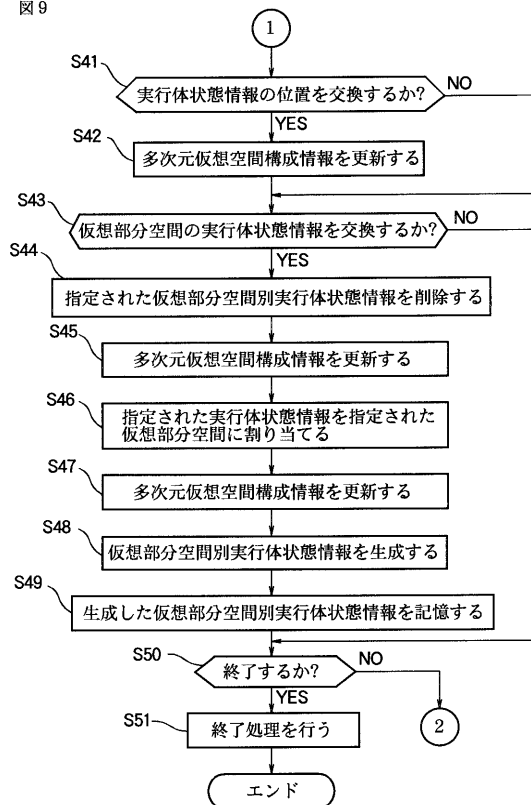 図9
1
S41
実行体状態情報の位置を交換するか?
NO
YES
S42
多次元仮想空間構成情報を更新する
S43
仮想部分空間の実行体状態情報を交換するか?
NO
YES
S44
指定された仮想部分空間別実行体状態情報を削除する
S45
多次元仮想空間構成情報を更新する
S46
指定された実行体状態情報を指定された
仮想部分空間に割り当てる
S47
多次元仮想空間構成情報を更新する
S48
仮想部分空間別実行体状態情報を生成する
S49
生成した仮想部分空間別実行体状態情報を記憶する
S50
終了するか?
NO
YES
2
S51
終了処理を行う
エンド